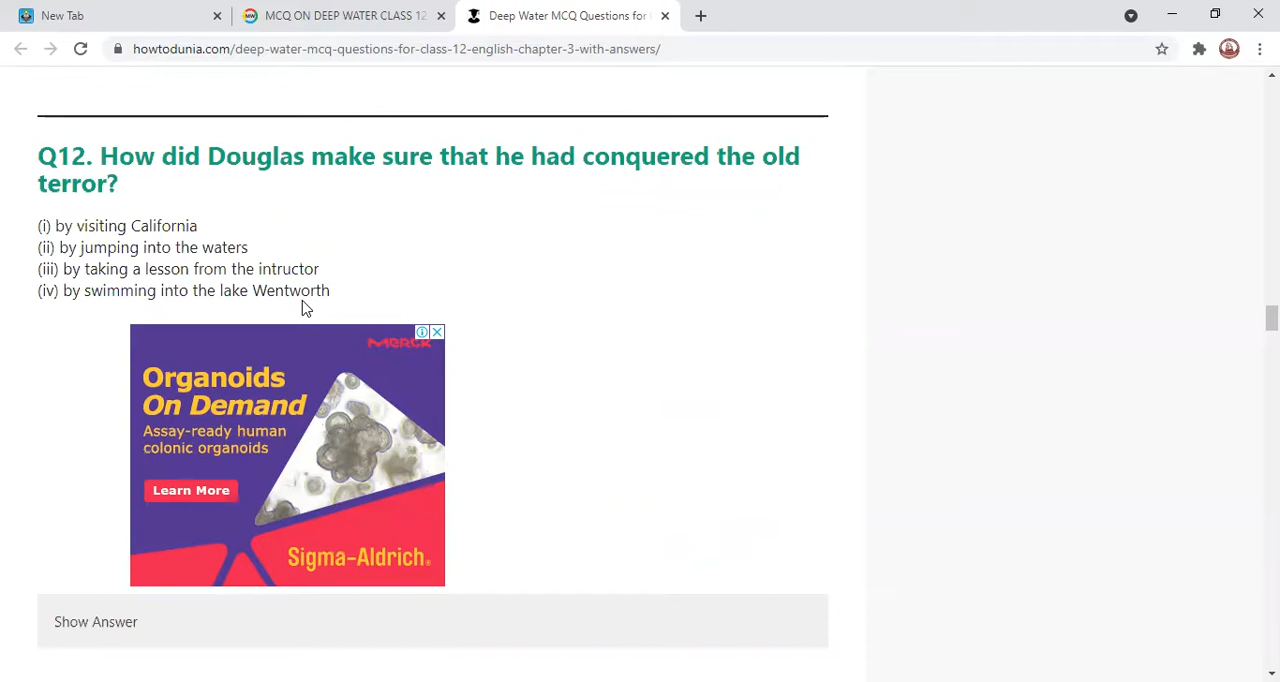 New Tab
MCQ ON DEEP WATER CLASS 12
Deep Water MCQ Questions for
howtodunia.com/deep-water-mcq-questions-for-class-12-english-chapter-3-with-answers/
Q12. How did Douglas make sure that he had conquered the old
terror?
(i) by visiting California
(ii) by jumping into the waters
(iii) by taking a lesson from the intructor
(iv) by swimming into the lake Wentworth
MERCK
Organoids
On Demand
Assay-ready human
colonic organoids
Learn More
Sigma-Aldrich®
Show Answer